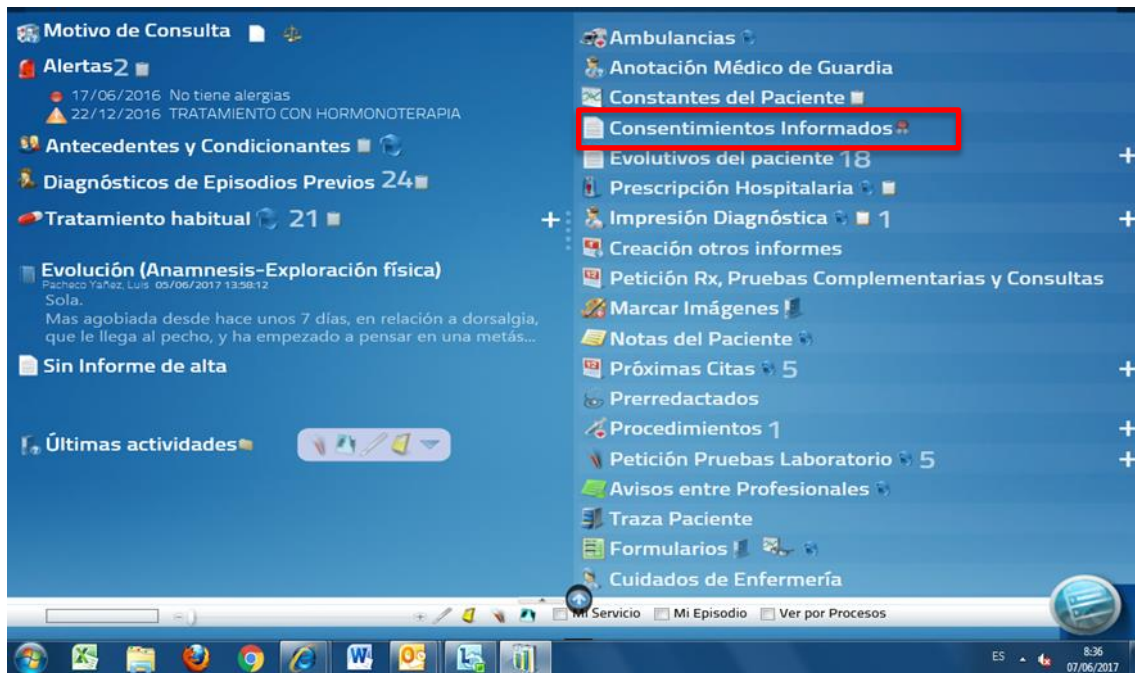 Motivo de Consulta
Alertas 2
17/06/2016 No tiene alergias
22/12/2016 TRATAMIENTO CON HORMONOTERAPIA
Antecedentes y Condicionantes
Diagnósticos de Episodios Previos 24
Tratamiento habitual 21 +
Evolución (Anamnesis-Exploración física)
Pacheco Yañez, Luis 05/06/2017 13:58:12
Sola.
Mas agobiada desde hace unos 7 días, en relación a dorsalgia,
que le llega al pecho, y ha empezado a pensar en una metás...
Sin Informe de alta
Últimas actividades
Ambulancias
Anotación Médico de Guardia
Constantes del Paciente
Consentimientos Informados
Evolutivos del paciente 18 +
Prescripción Hospitalaria
Impresión Diagnóstica 1 +
Creación otros informes
Petición Rx, Pruebas Complementarias y Consultas
Marcar Imágenes
Notas del Paciente
Próximas Citas 5 +
Prerredactados
Procedimientos 1 +
Petición Pruebas Laboratorio 5 +
Avisos entre Profesionales
Traza Paciente
Formularios
Cuidados de Enfermería
Mi Servicio Mi Episodio Ver por Procesos
ES 8:36
07/06/2017